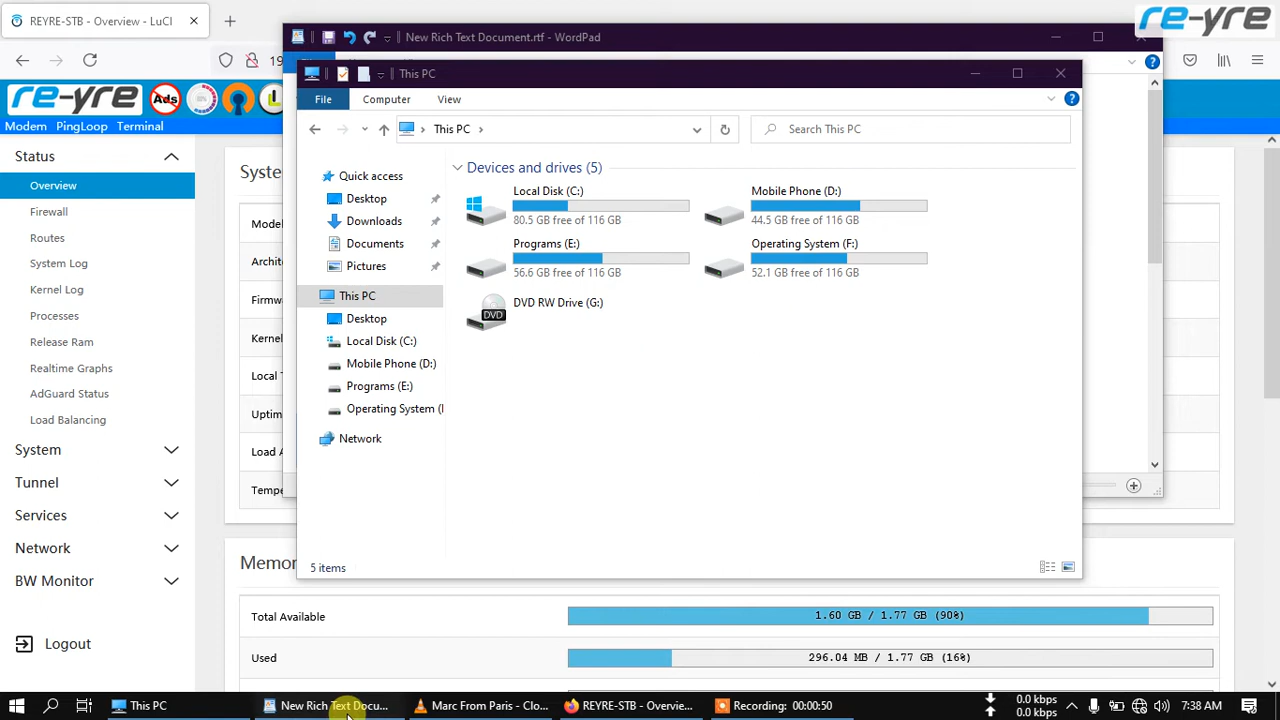 REYRE-STB - Overview - LuCI
New Rich Text Document.rtf - WordPad
re-yre
19
re-yre
Ads
Modem PingLoop Terminal
This PC
File Computer View
This PC
Search This PC
Status
Overview
Firewall
Routes
System Log
Kernel Log
Processes
Release Ram
Realtime Graphs
AdGuard Status
Load Balancing
System
Tunnel
Services
Network
BW Monitor
Logout
Syste
Model
Archite
Firmwa
Kernel
Local T
Uptim
Load A
Tempe
Quick access
Desktop
Downloads
Documents
Pictures
This PC
Desktop
Local Disk (C:)
Mobile Phone (D:)
Programs (E:)
Operating System (
Network
Devices and drives (5)
Local Disk (C:)
80.5 GB free of 116 GB
Mobile Phone (D:)
44.5 GB free of 116 GB
Programs (E:)
56.6 GB free of 116 GB
Operating System (F:)
52.1 GB free of 116 GB
DVD
DVD RW Drive (G:)
5 items
Memor
Total Available
1.60 GB / 1.77 GB (90%)
Used
296.04 MB / 1.77 GB (16%)
This PC
New Rich Text Docu...
Marc From Paris - Clo...
REYRE-STB - Overvie...
Recording: 00:00:50
0.0 kbps
0.0 kbps
7:38 AM